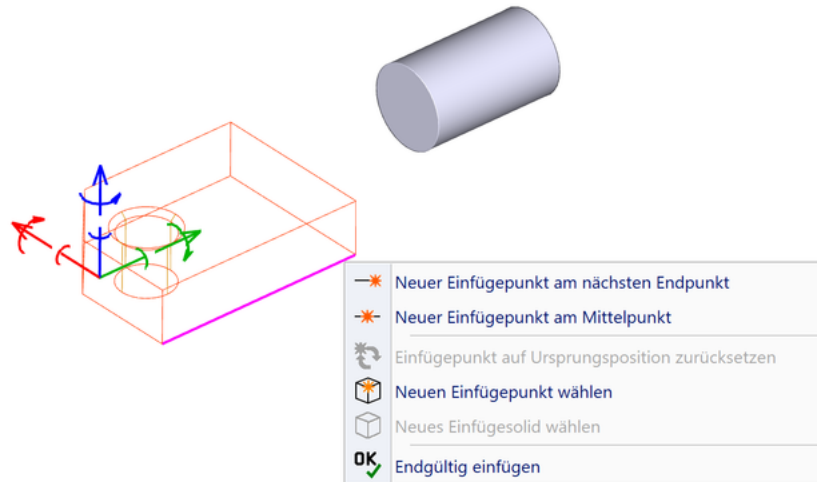 Neuer Einfügepunkt am nächsten Endpunkt
Neuer Einfügepunkt am Mittelpunkt
Einfügepunkt auf Ursprungsposition zurücksetzen
Neuen Einfügepunkt wählen
Neues Einfügesolid wählen
OK Endgültig einfügen